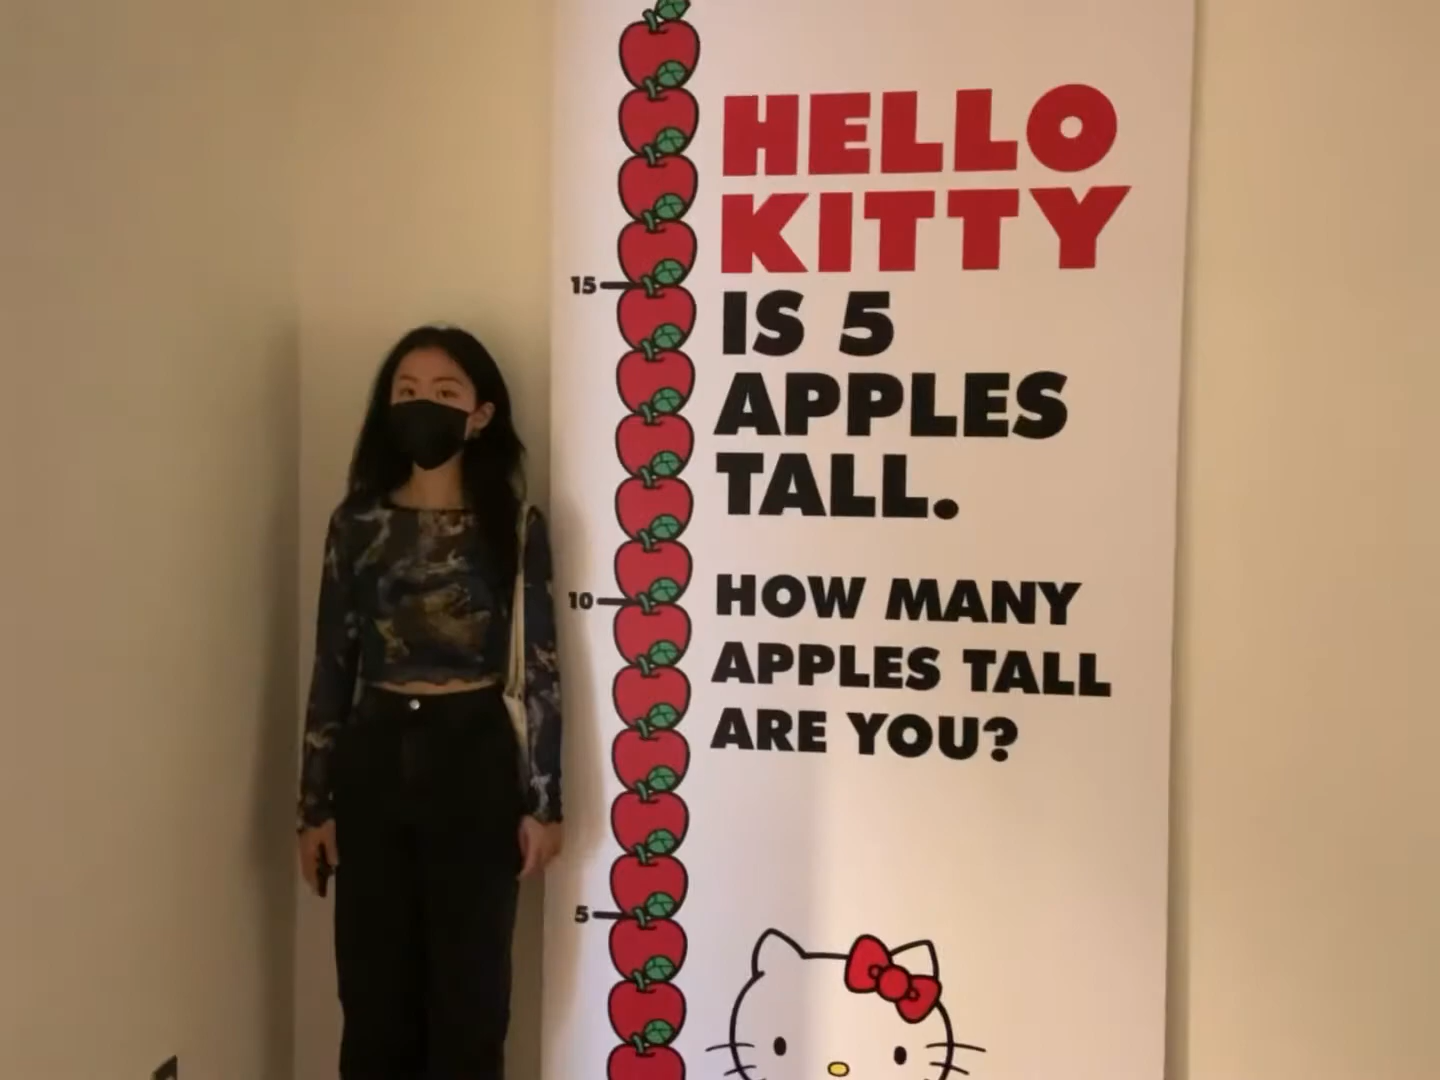 HELLO
KITTY
15
IS 5
APPLES
TALL.
10
HOW MANY
APPLES TALL
ARE YOU?
5